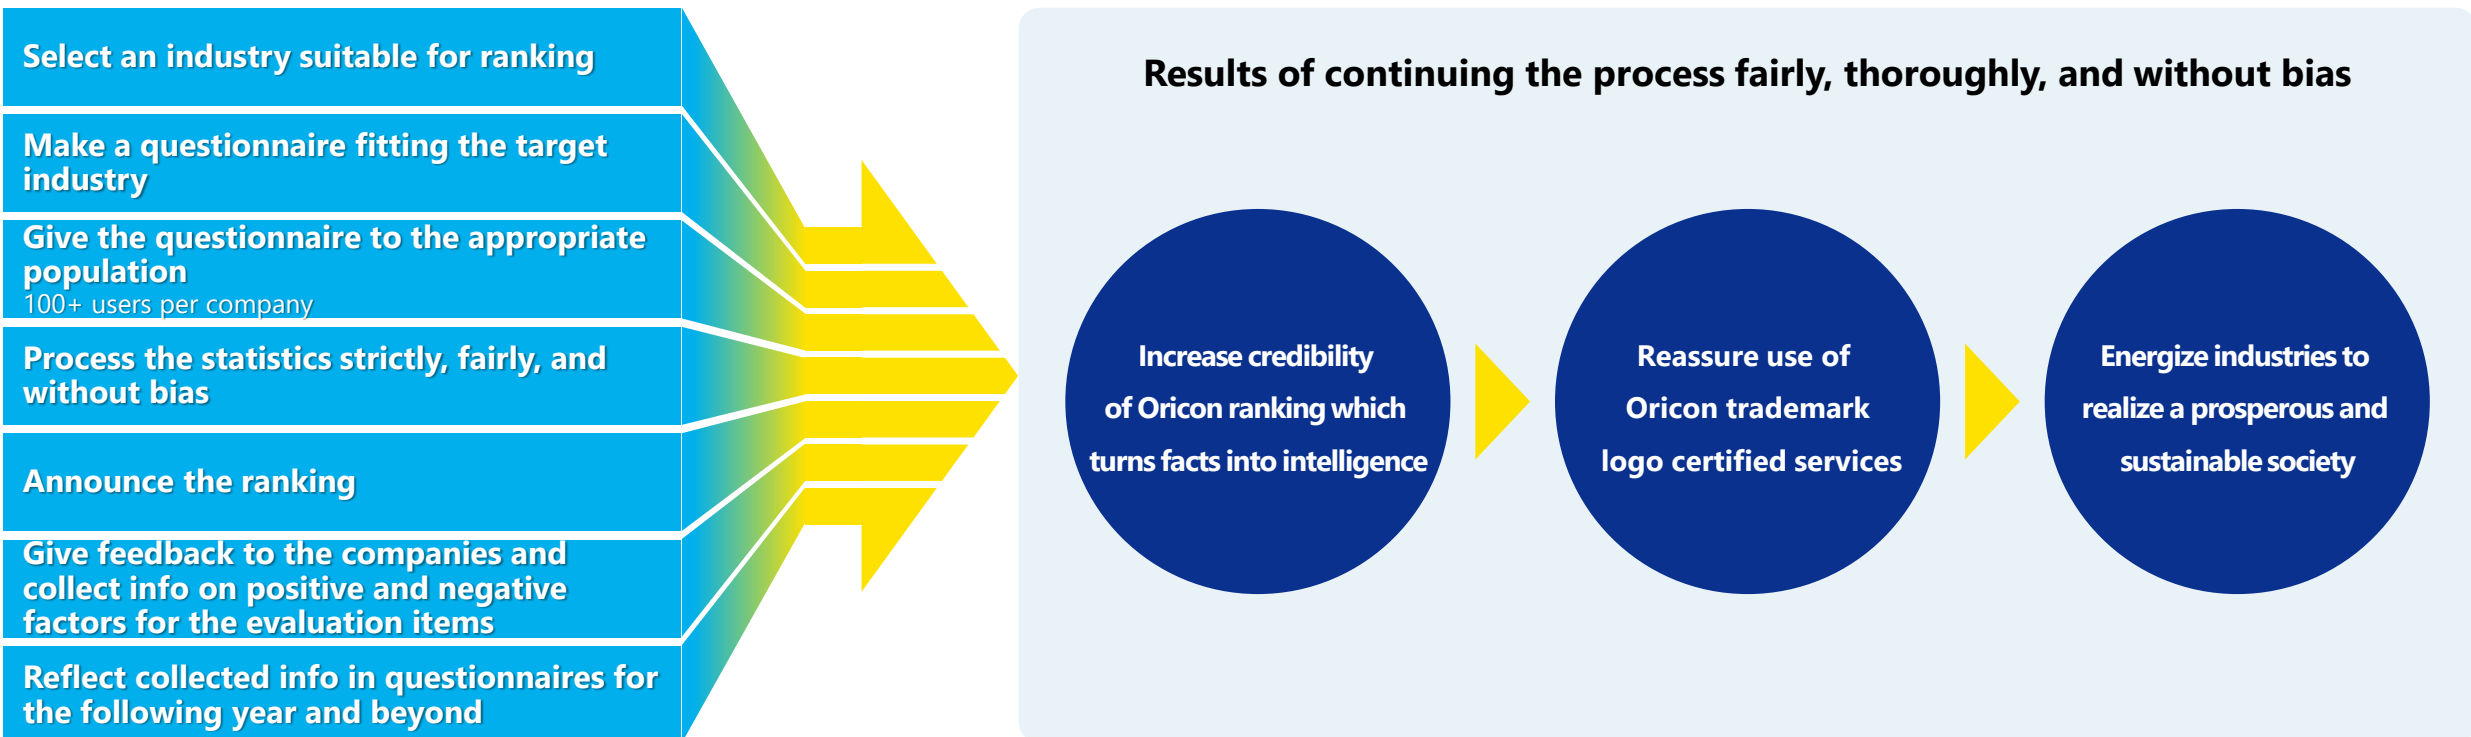 Select an industry suitable for ranking
Make a questionnaire fitting the target
industry
Give the questionnaire to the appropriate
population
100+ users per company
Process the statistics strictly, fairly, and
without bias
Announce the ranking
Give feedback to the companies and
collect info on positive and negative
factors for the evaluation items
Reflect collected info in questionnaires for
the following year and beyond
Results of continuing the process fairly, thoroughly, and without bias
Increase credibility
of Oricon ranking which
turns facts into intelligence
Reassure use of
Oricon trademark
logo certified services
Energize industries to
realize a prosperous and
sustainable society